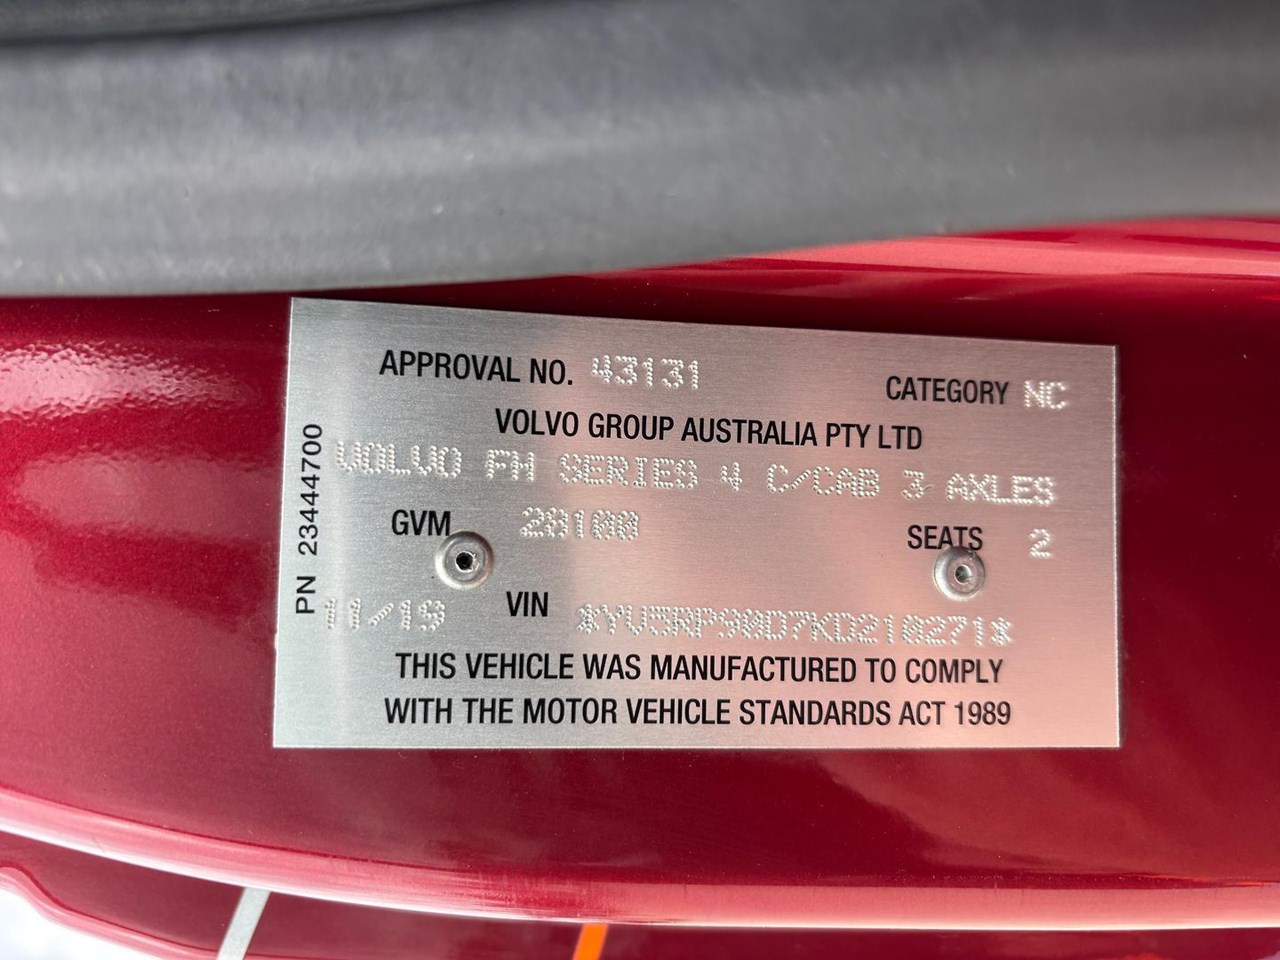 APPROVAL NO. 43131 CATEGORY NC
VOLVO GROUP AUSTRALIA PTY LTD
VOLVO FH SERIES 4 C/CAB 3 AXLES
GVM 28100 SEATS 2
11/19 VIN *YV5RP90D7KD210271*
THIS VEHICLE WAS MANUFACTURED TO COMPLY
WITH THE MOTOR VEHICLE STANDARDS ACT 1989
PN 23444700